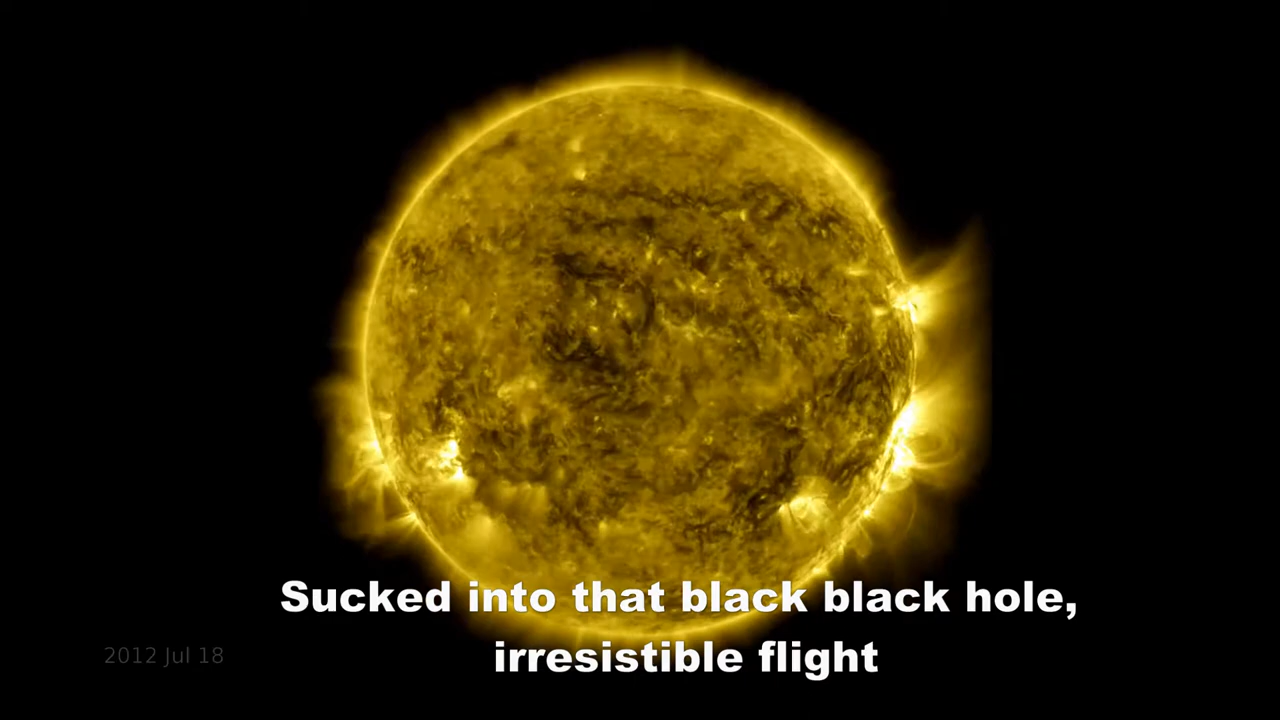 Sucked into that black black hole,
irresistible flight
2012 Jul 18